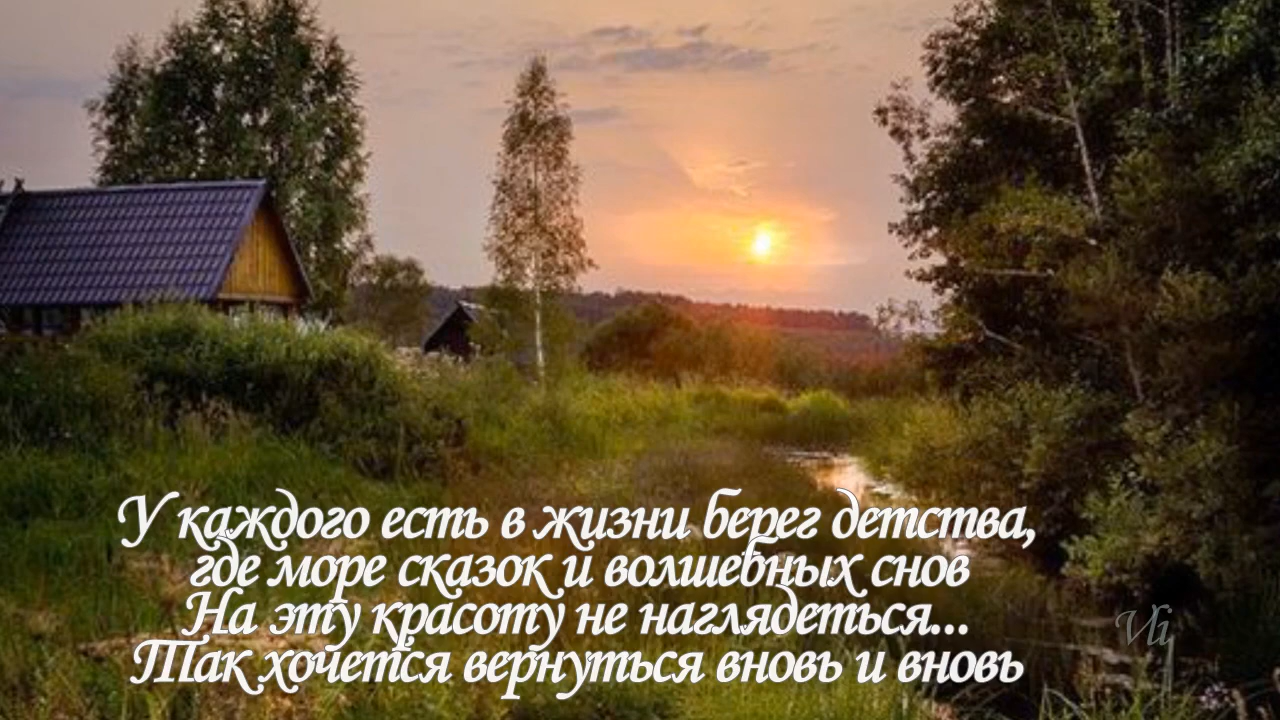 У каждого есть в жизни берег детства,
где море сказок и волшебных снов
На эту красоту не наглядеться...
Так хочется вернуться вновь и вновь
Vij